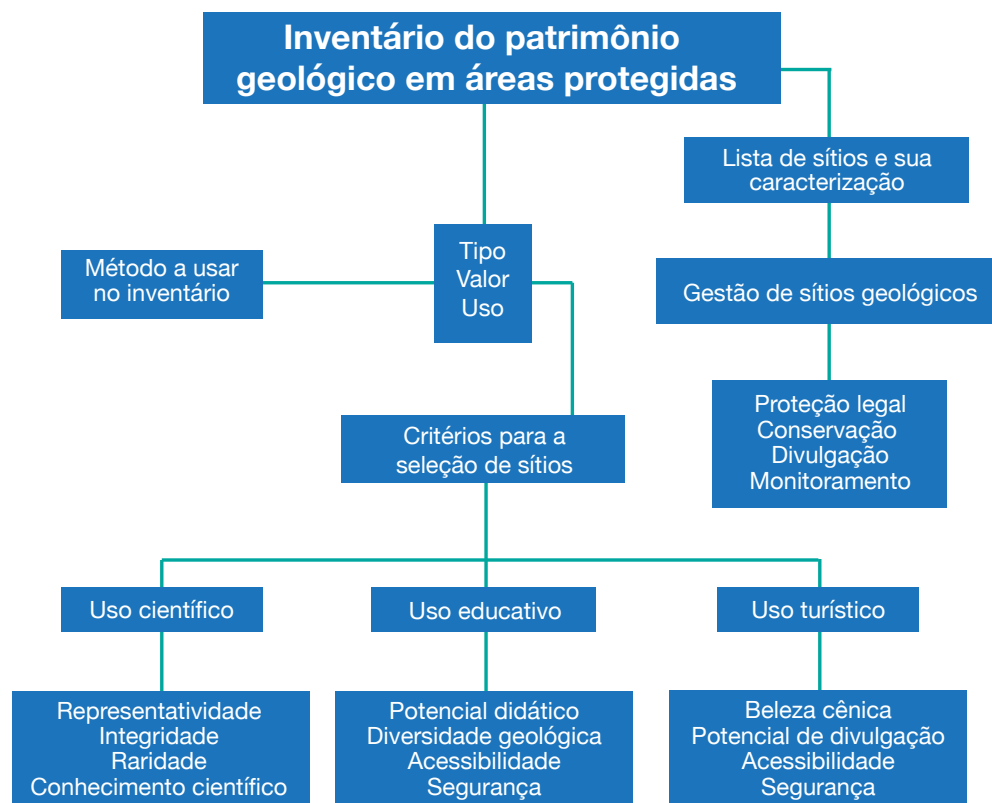 Inventário do patrimônio
geológico em áreas protegidas
Lista de sítios e sua
caracterização
Método a usar
no inventário
Tipo
Valor
Uso
Gestão de sítios geológicos
Proteção legal
Conservação
Divulgação
Monitoramento
Critérios para a
seleção de sítios
Uso científico
Uso educativo
Uso turístico
Representatividade
Integridade
Raridade
Conhecimento científico
Potencial didático
Diversidade geológica
Acessibilidade
Segurança
Beleza cênica
Potencial de divulgação
Acessibilidade
Segurança